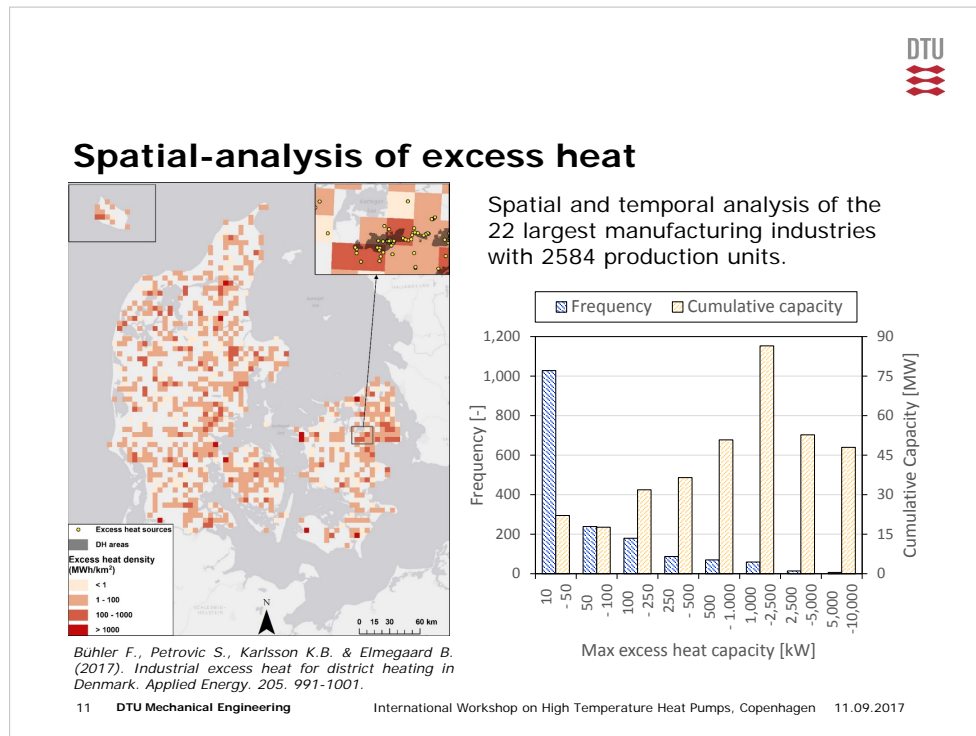 DTU
Spatial-analysis of excess heat
Excess heat sources
DH areas
Excess heat density
(MWh/km²)
< 1
1 - 100
100 - 1000
> 1000
N
0 15 30 60 km
Spatial and temporal analysis of the
22 largest manufacturing industries
with 2584 production units.
Frequency Cumulative capacity
Frequency [-]
1,200
1,000
800
600
400
200
0
Cumulative Capacity [MW]
90
75
60
45
30
15
0
10
- 50
50
- 100
100
- 250
250
- 500
500
- 1.000
1,000
-2,500
2,500
-5,000
5,000
-10,000
Max excess heat capacity [kW]
Bühler F., Petrovic S., Karlsson K.B. & Elmegaard B.
(2017). Industrial excess heat for district heating in
Denmark. Applied Energy. 205. 991-1001.
11 DTU Mechanical Engineering International Workshop on High Temperature Heat Pumps, Copenhagen 11.09.2017